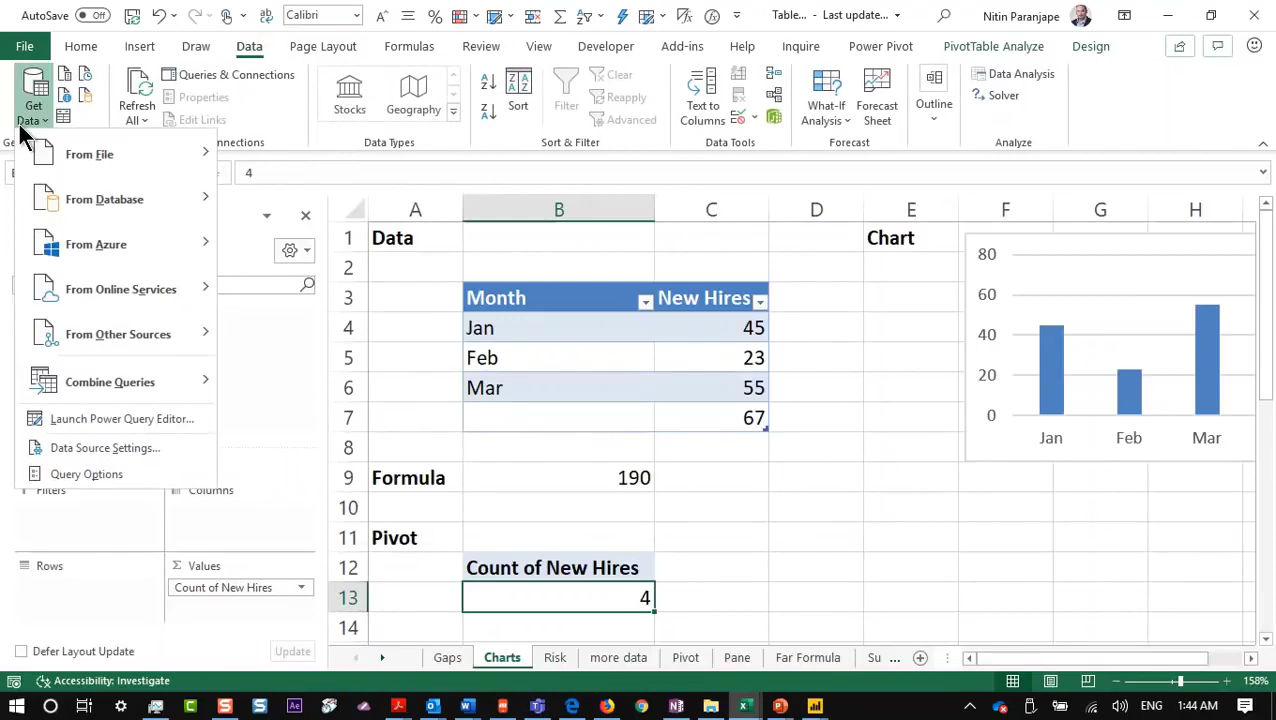 AutoSave Off Calibri Table... - Last update... Nitin Paranjape
File Home Insert Draw Data Page Layout Formulas Review View Developer Add-ins Help Inquire Power Pivot PivotTable Analyze Design
Get Data
Refresh All
Queries & Connections
Properties
Edit Links
Stocks
Geography
Sort
Filter
Clear
Reapply
Advanced
Text to Columns
What-If Analysis
Forecast Sheet
Outline
Data Analysis
Solver
Ge onnections Data Types Sort & Filter Data Tools Forecast Analyze
4
From File
From Database
From Azure
From Online Services
From Other Sources
Combine Queries
Launch Power Query Editor...
Data Source Settings...
Query Options
Filters Columns
Rows Σ Values
Count of New Hires
Defer Layout Update Update
A B C D E F G H
1 Data Chart
2
3 Month New Hires
4 Jan 45
5 Feb 23
6 Mar 55
7 67
8
9 Formula 190
10
11 Pivot
12 Count of New Hires
13 4
14
80
60
40
20
0
Jan Feb Mar
Gaps Charts Risk more data Pivot Pane Far Formula Su ...
Accessibility: Investigate 158%
1:44 AM